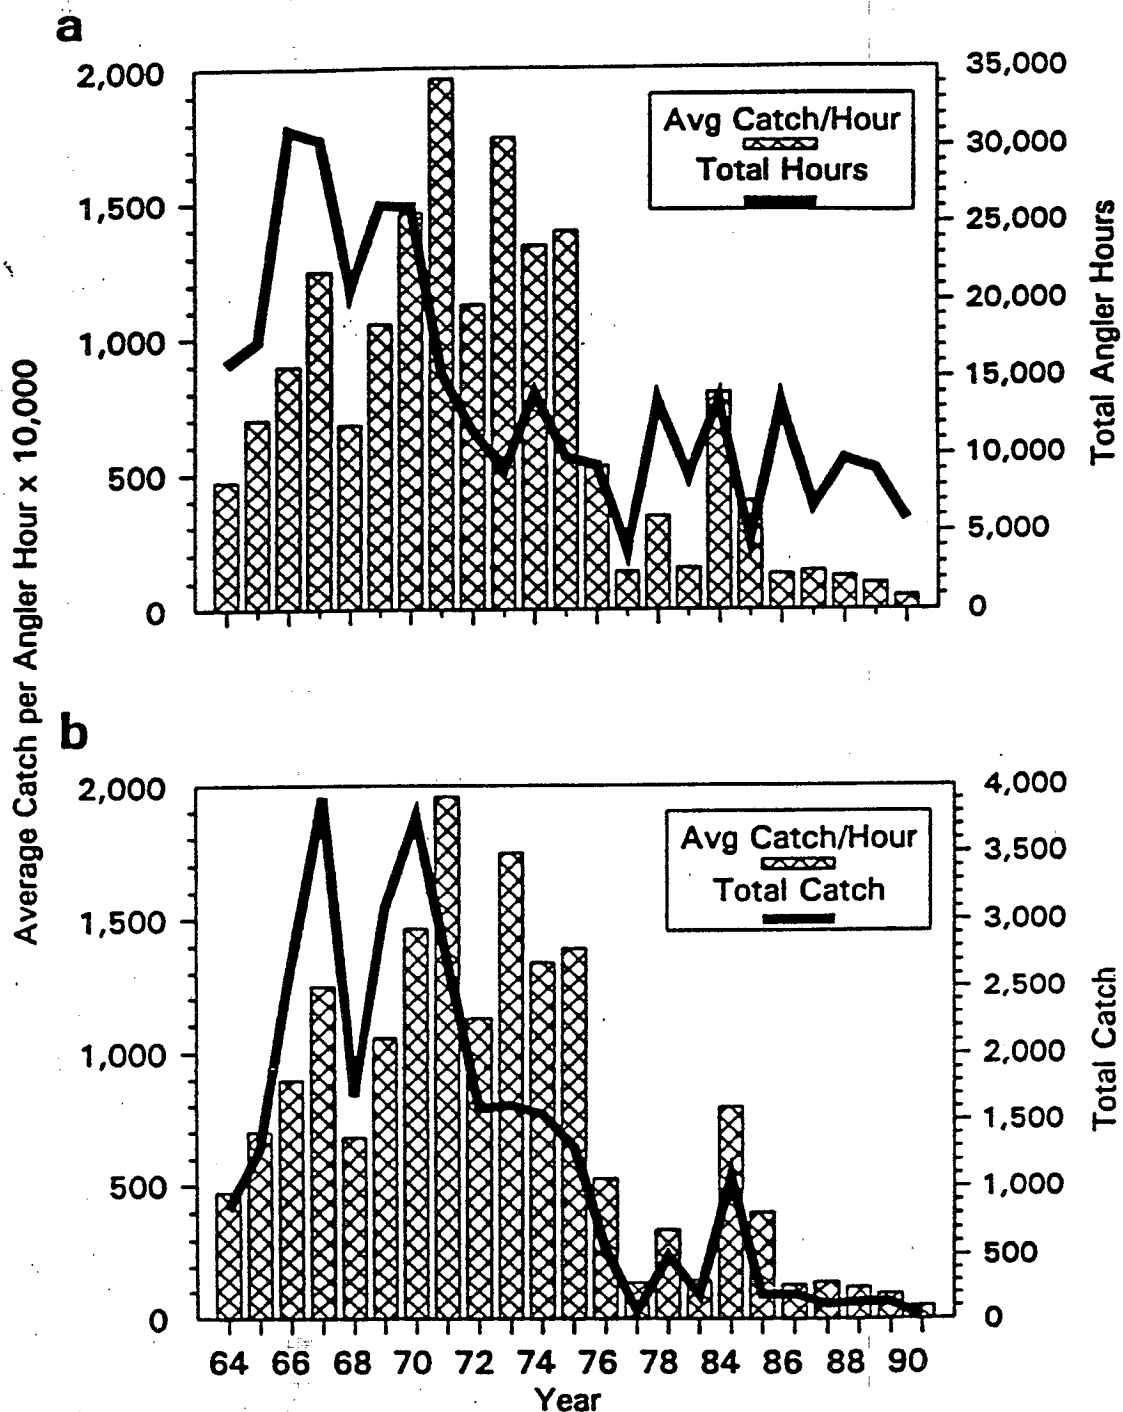 a
Average Catch per Angler Hour x 10,000
2,000
1,500
1,000
500
0
Avg Catch/Hour
Total Hours
35,000
30,000
25,000
20,000
15,000
10,000
5,000
0
Total Angler Hours
b
2,000
1,500
1,000
500
0
Avg Catch/Hour
Total Catch
4,000
3,500
3,000
2,500
2,000
1,500
1,000
500
0
Total Catch
64 66 68 70 72 74 76 78 84 86 88 90
Year